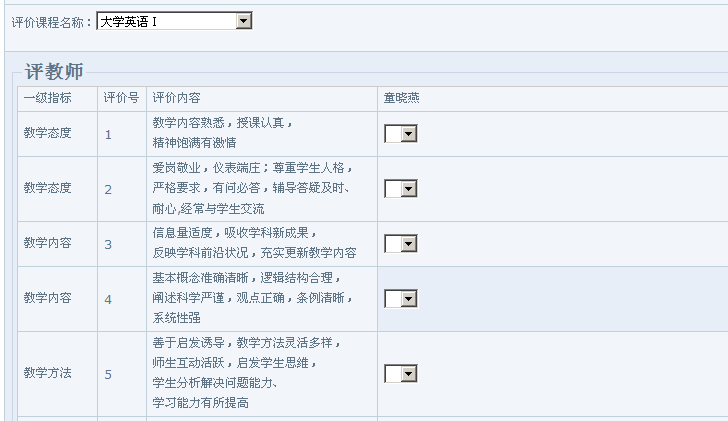 评价课程名称：大学英语Ⅰ
评教师
一级指标 评价号 评价内容 童晓燕
教学态度 1 教学内容熟悉，授课认真，
精神饱满有激情
教学态度 2 爱岗敬业，仪表端庄；尊重学生人格，
严格要求，有问必答，辅导答疑及时、
耐心,经常与学生交流
教学内容 3 信息量适度，吸收学科新成果，
反映学科前沿状况，充实更新教学内容
教学内容 4 基本概念准确清晰，逻辑结构合理，
阐述科学严谨，观点正确，条例清晰，
系统性强
教学方法 5 善于启发诱导，教学方法灵活多样，
师生互动活跃，启发学生思维，
学生分析解决问题能力、
学习能力有所提高